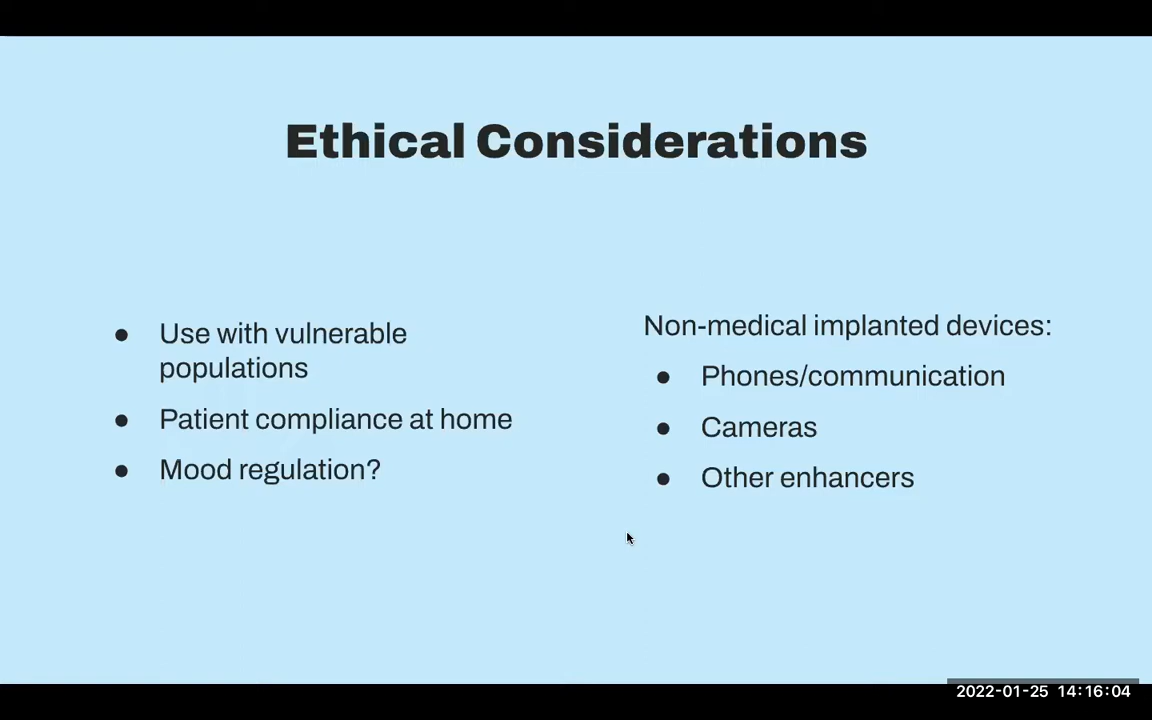 Ethical Considerations
● Use with vulnerable
populations
● Patient compliance at home
● Mood regulation?
Non-medical implanted devices:
● Phones/communication
● Cameras
● Other enhancers
2022-01-25 14:16:04